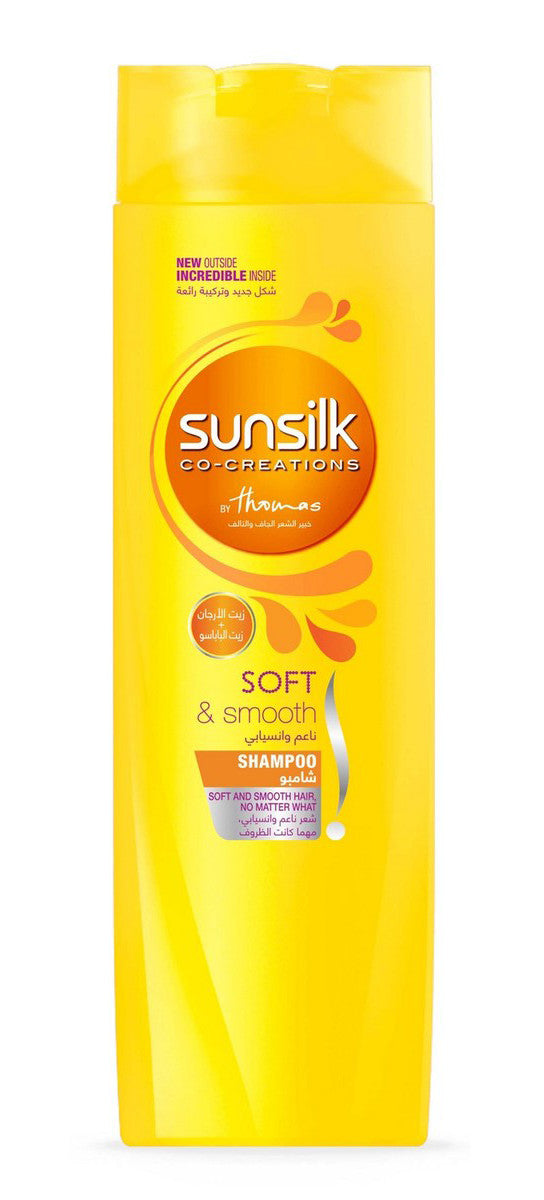 NEW OUTSIDE
INCREDIBLE INSIDE
شكل جديد وتركيبة رائعة
sunsilk
CO-CREATIONS
BY Thomas
خبير الشعر الجاف والتالف
زيت الأرجان
+
زيت الباباسو
SOFT
& smooth
ناعم وانسيابي
SHAMPOO
شامبو
SOFT AND SMOOTH HAIR,
NO MATTER WHAT
شعر ناعم وانسيابي،
مهما كانت الظروف